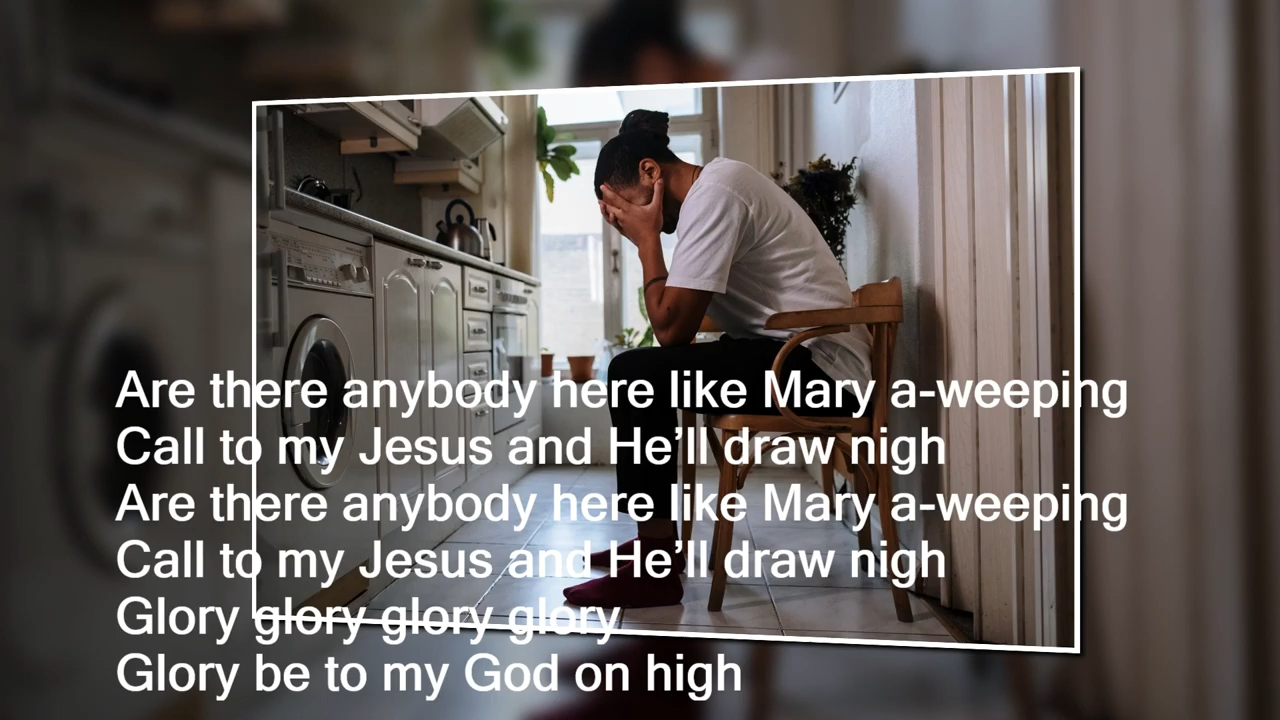 Are there anybody here like Mary a-weeping
Call to my Jesus and He’ll draw nigh
Are there anybody here like Mary a-weeping
Call to my Jesus and He’ll draw nigh
Glory glory glory glory
Glory be to my God on high